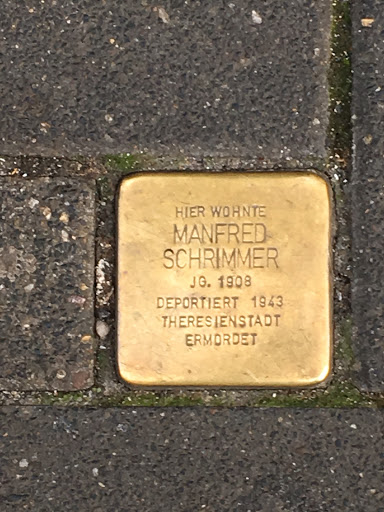 HIER WOHNTE
MANFRED
SCHRIMMER
JG. 1908
DEPORTIERT 1943
THERESIENSTADT
ERMORDET